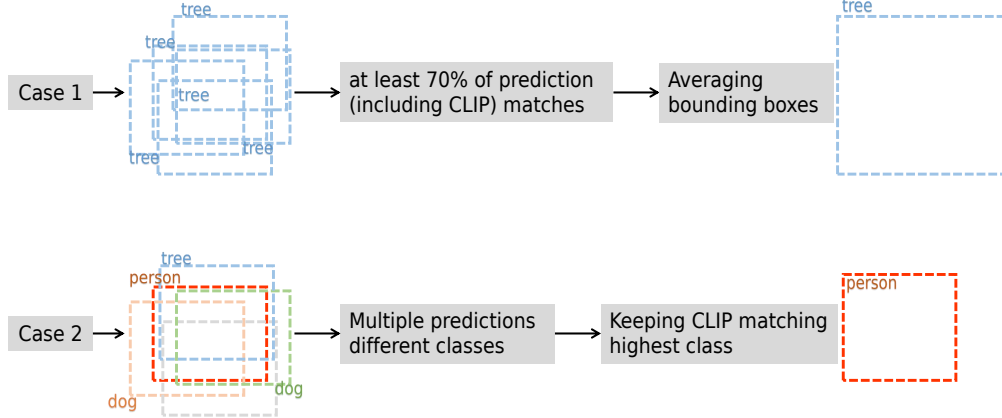 tree
tree
tree
tree
tree
Case 1
at least 70% of prediction
(including CLIP) matches
Averaging
bounding boxes
tree
tree
person
dog
dog
Case 2
Multiple predictions
different classes
Keeping CLIP matching
highest class
person